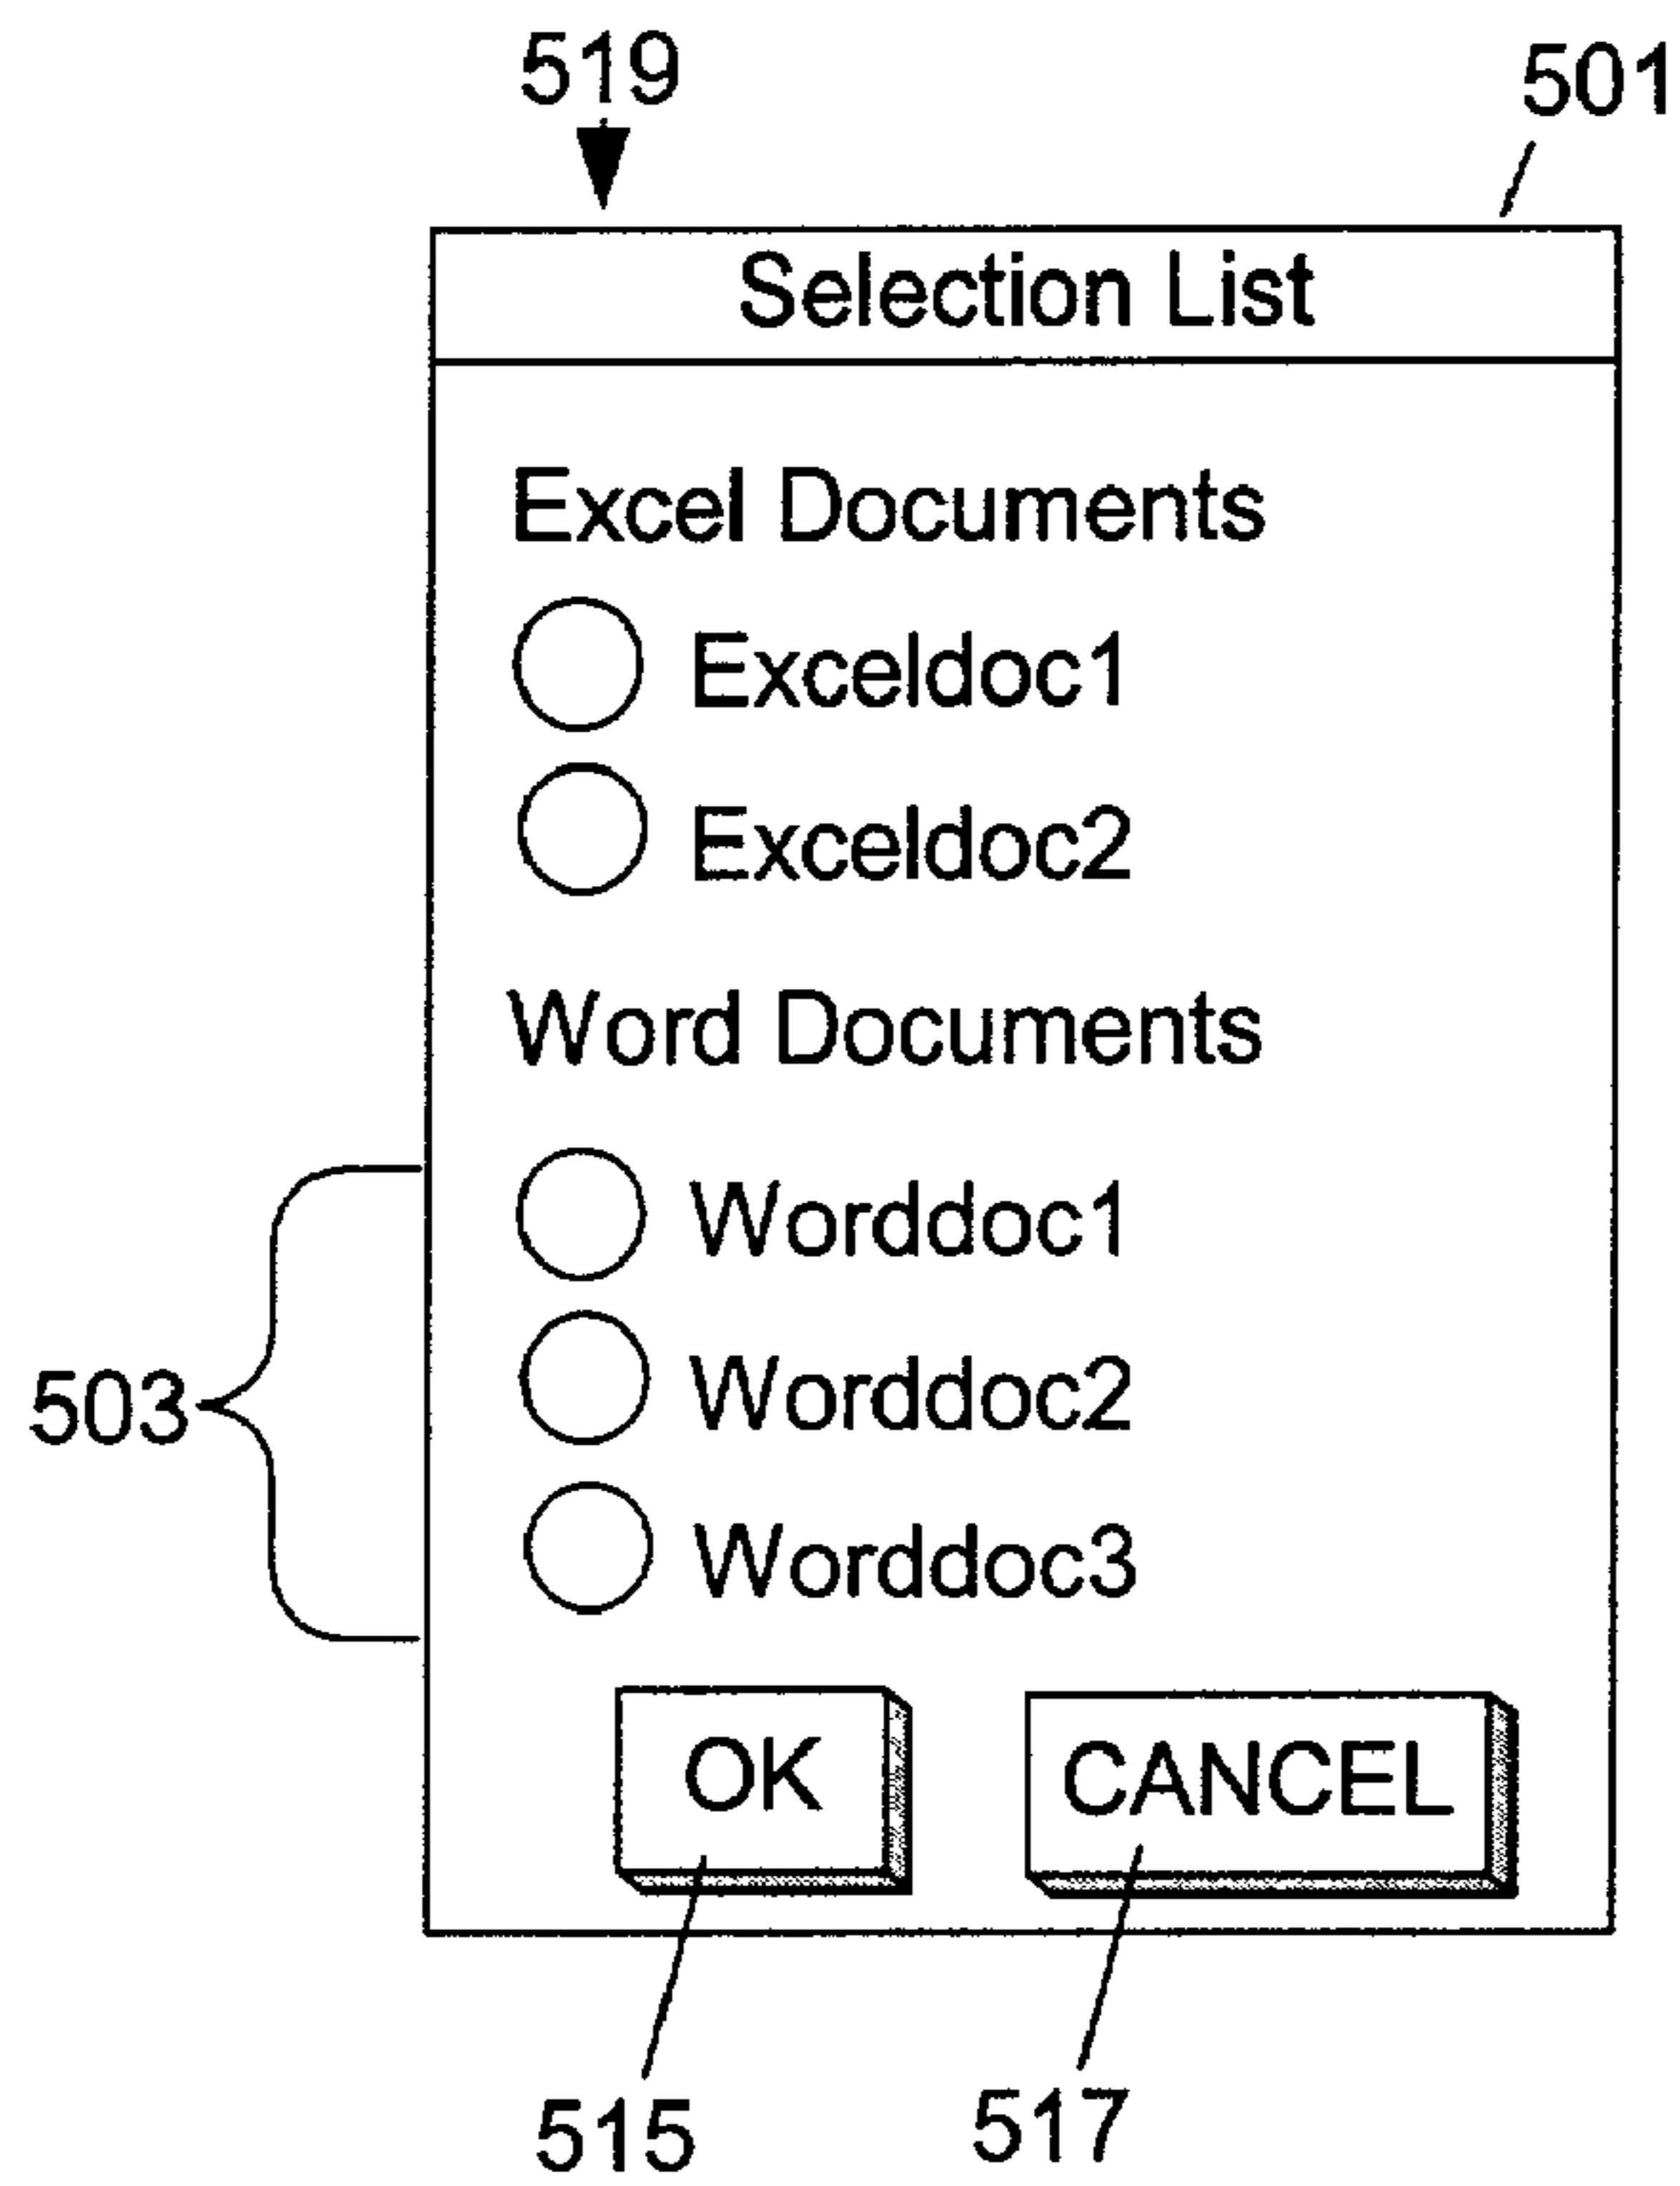 519
501
Selection List
Excel Documents
Exceldoc1
Exceldoc2
Word Documents
Worddoc1
Worddoc2
503
Worddoc3
OK
CANCEL
515
517